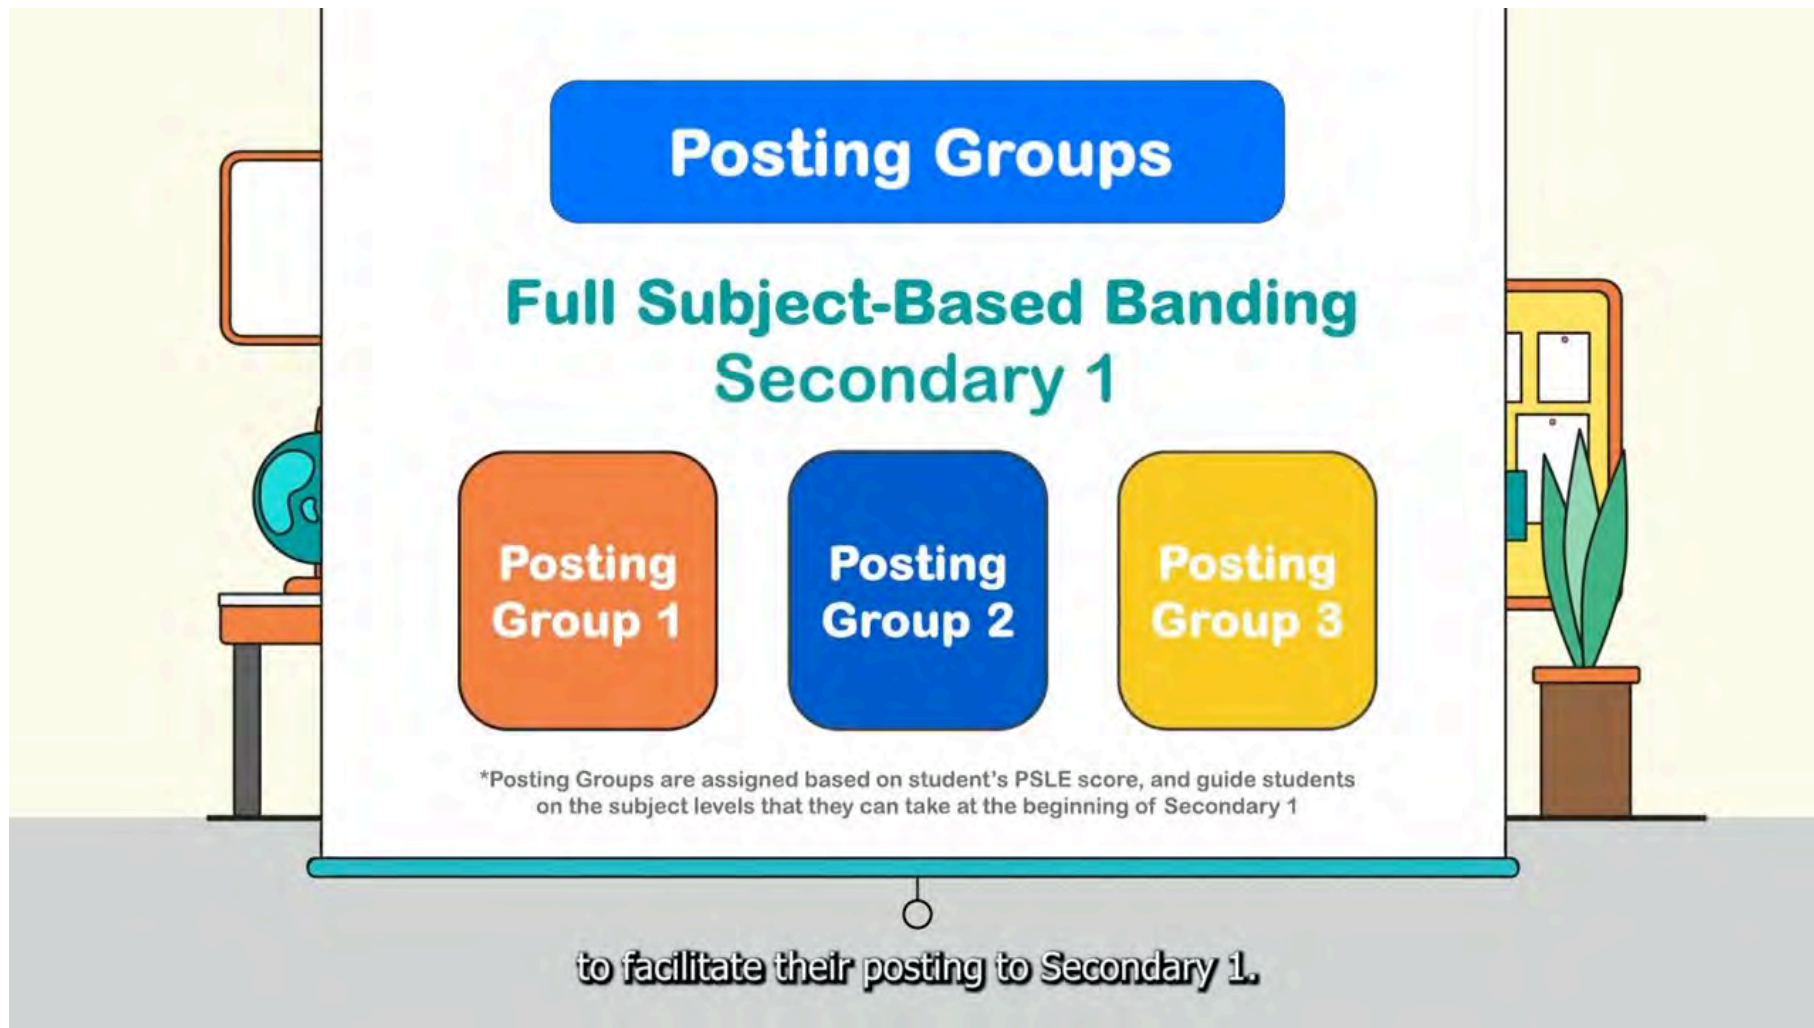 Posting Groups
Full Subject-Based Banding
Secondary 1
Posting
Group 1
Posting
Group 2
Posting
Group 3
*Posting Groups are assigned based on student's PSLE score, and guide students
on the subject levels that they can take at the beginning of Secondary 1
to facilitate their posting to Secondary 1.